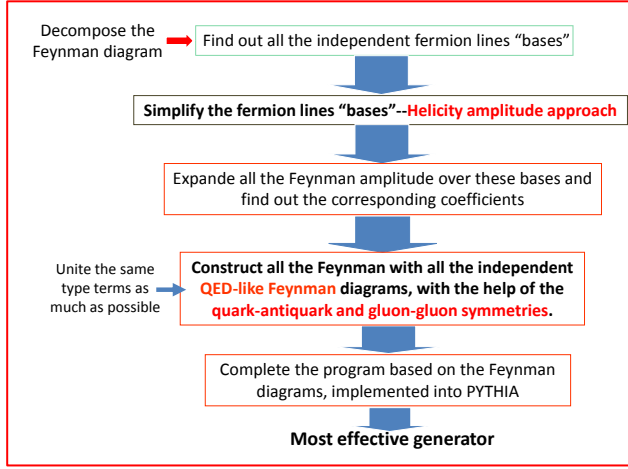 Decompose the
Feynman diagram
Find out all the independent fermion lines “bases”
Simplify the fermion lines “bases”--Helicity amplitude approach
Expande all the Feynman amplitude over these bases and
find out the corresponding coefficients
Unite the same
type terms as
much as possible
Construct all the Feynman with all the independent
QED-like Feynman diagrams, with the help of the
quark-antiquark and gluon-gluon symmetries.
Complete the program based on the Feynman
diagrams, implemented into PYTHIA
Most effective generator